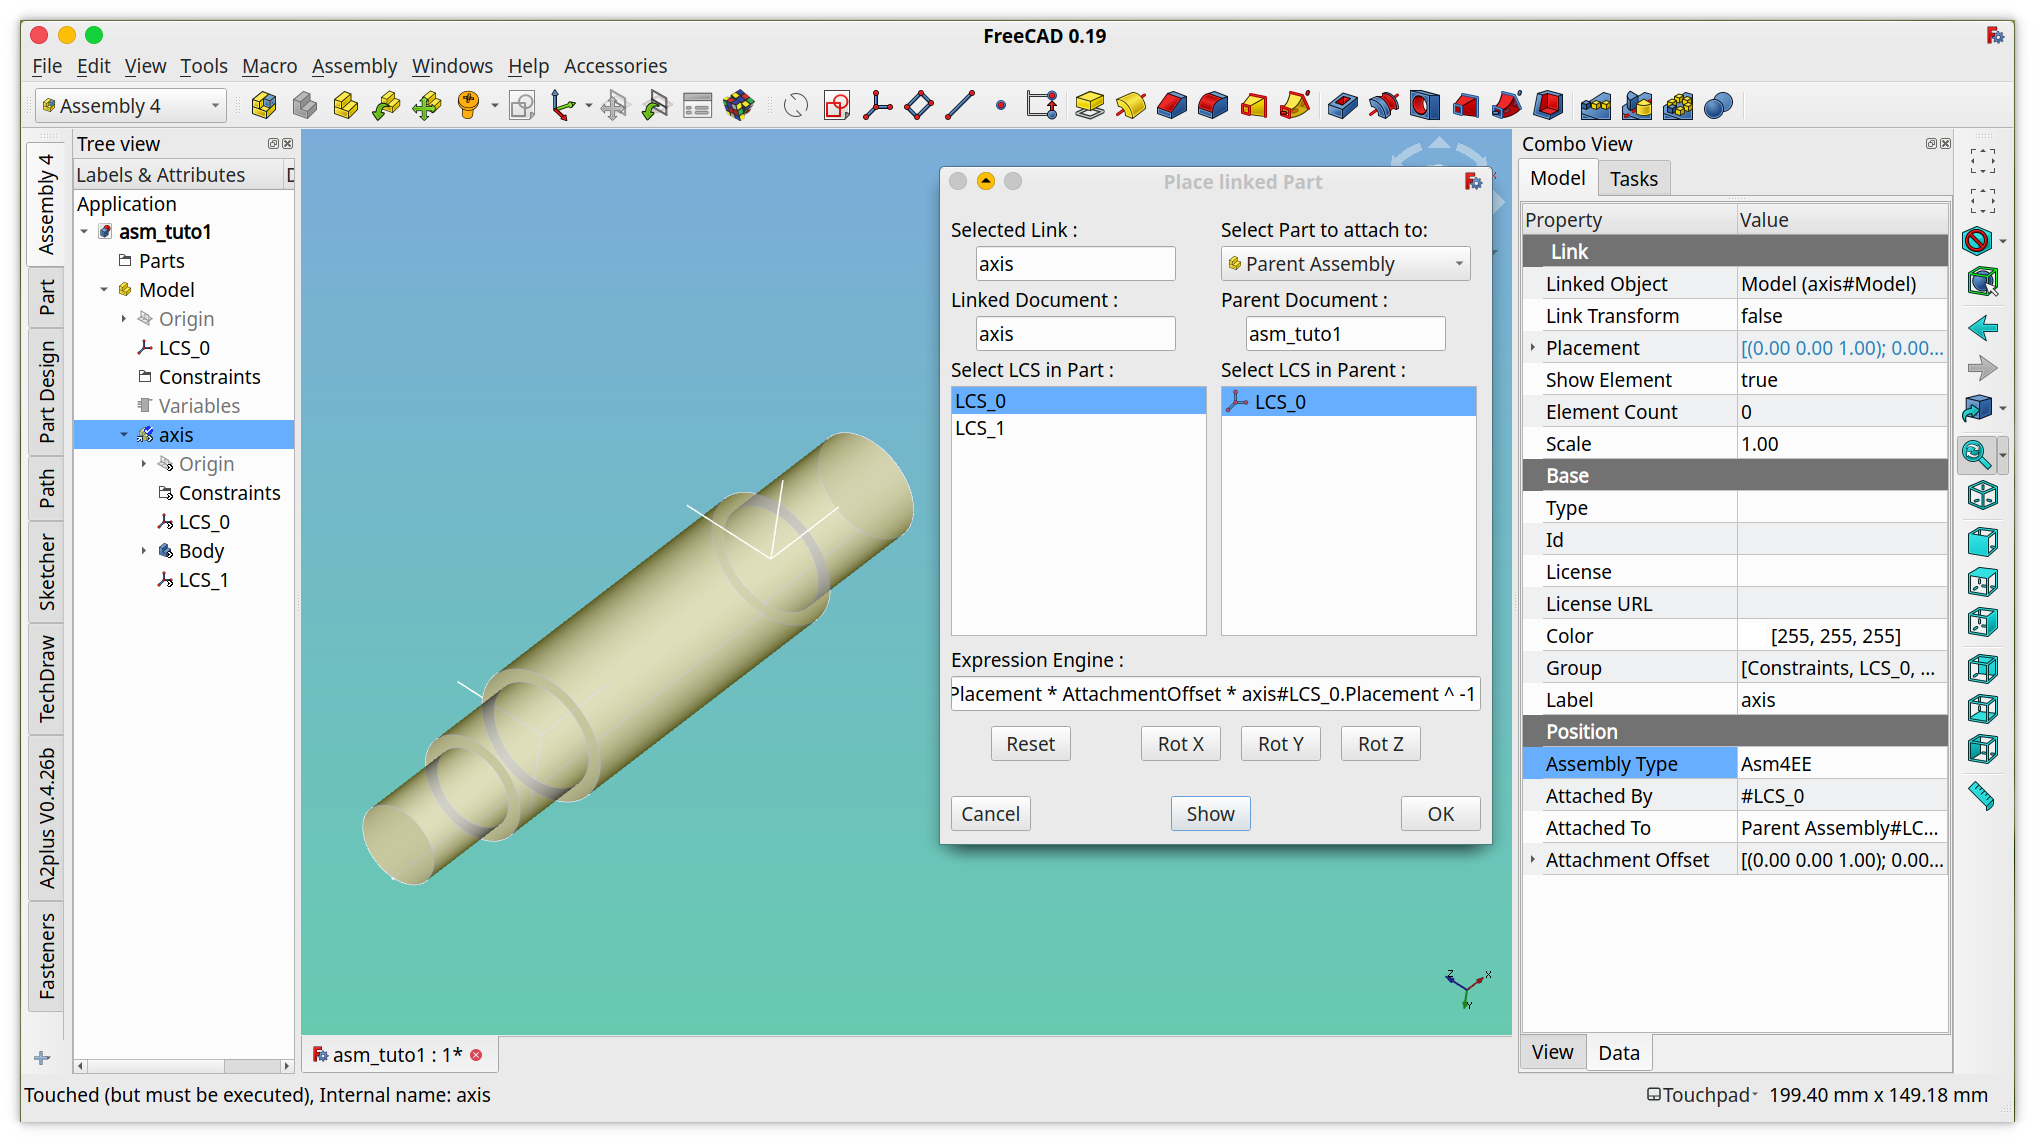 FreeCAD 0.19
File Edit View Tools Macro Assembly Windows Help Accessories
Assembly 4
Assembly 4
Part
Part Design
Path
Sketcher
TechDraw
A2plus V0.4.26b
Fasteners
Tree view
Labels & Attributes
Application
asm_tuto1
Parts
Model
Origin
LCS_0
Constraints
Variables
axis
Origin
Constraints
LCS_0
Body
LCS_1
Place linked Part
Selected Link :
axis
Select Part to attach to:
Parent Assembly
Linked Document :
axis
Parent Document :
asm_tuto1
Select LCS in Part :
LCS_0
LCS_1
Select LCS in Parent :
LCS_0
Expression Engine :
Placement * AttachmentOffset * axis#LCS_0.Placement ^ -1
Reset Rot X Rot Y Rot Z
Cancel Show OK
Z X
Y
asm_tuto1 : 1*
Combo View
Model Tasks
Property Value
Link
Linked Object Model (axis#Model)
Link Transform false
Placement [(0.00 0.00 1.00); 0.00...
Show Element true
Element Count 0
Scale 1.00
Base
Type
Id
License
License URL
Color [255, 255, 255]
Group [Constraints, LCS_0, ...
Label axis
Position
Assembly Type Asm4EE
Attached By #LCS_0
Attached To Parent Assembly#LC...
Attachment Offset [(0.00 0.00 1.00); 0.00...
View Data
Touched (but must be executed), Internal name: axis
Touchpad 199.40 mm x 149.18 mm